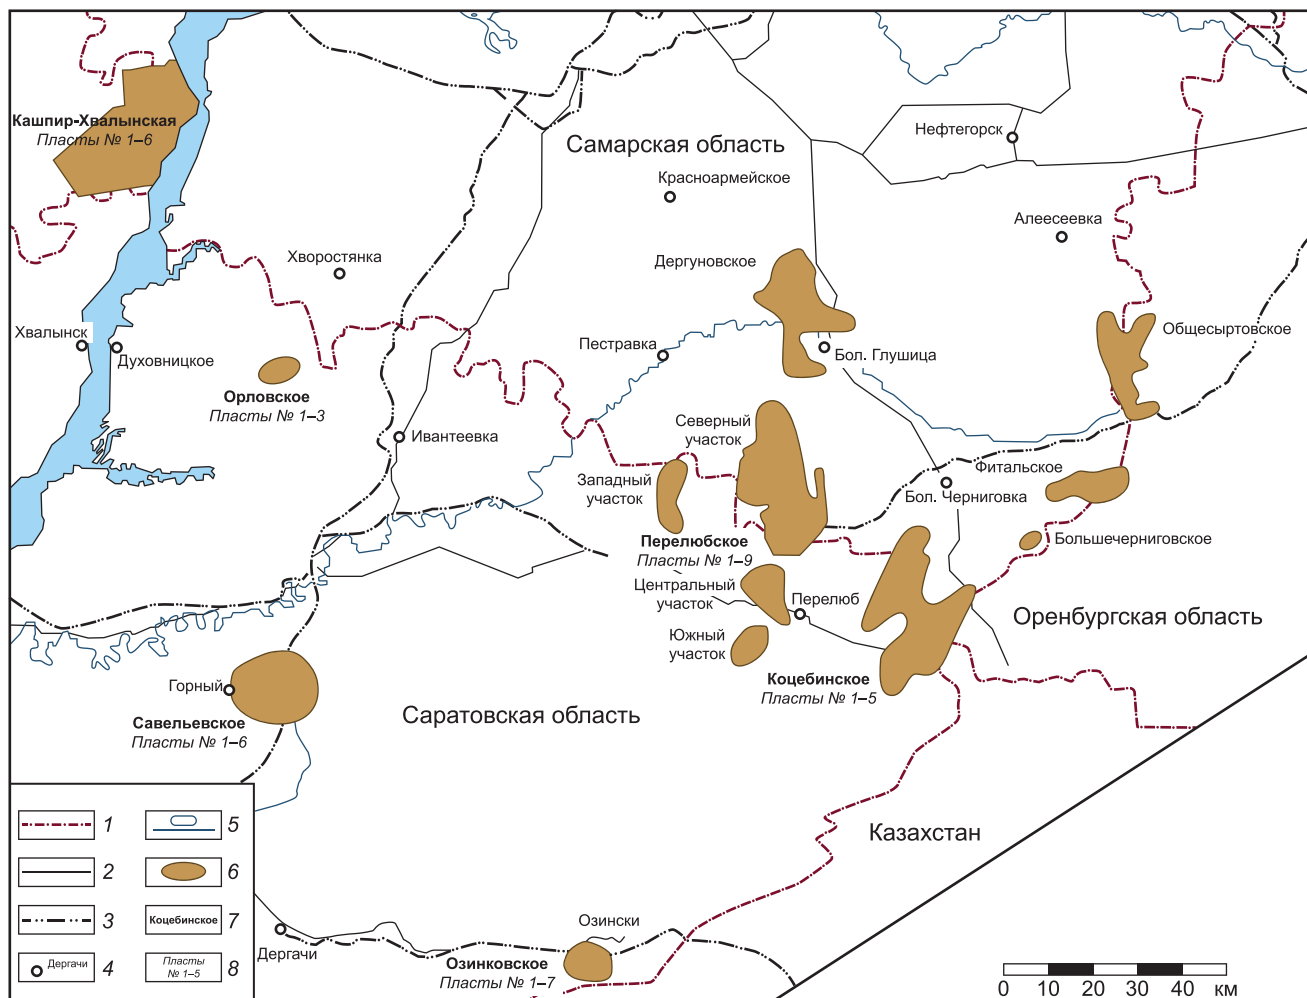 Кашпир-Хвалынская
Пласты № 1–6
Самарская область
Нефтегорск
Красноармейское
Алеесеевка
Хворостянка
Дергуновское
Хвалынск
Духовницкое
Пестравка
Бол. Глушица
Общесыртовское
Орловское
Пласты № 1–3
Ивантеевка
Северный
участок
Западный
участок
Фитальское
Бол. Черниговка
Перелюбское
Пласты № 1–9
Большечерниговское
Центральный
участок
Перелюб
Оренбургская область
Южный
участок
Горный
Коцебинское
Пласты № 1–5
Савельевское
Пласты № 1–6
Саратовская область
Казахстан
Озински
Дергачи
Озинковское
Пласты № 1–7
1
2
3
Дергачи
4
5
6
Коцебинское
7
Пласты
№ 1–5
8
0 10 20 30 40 км